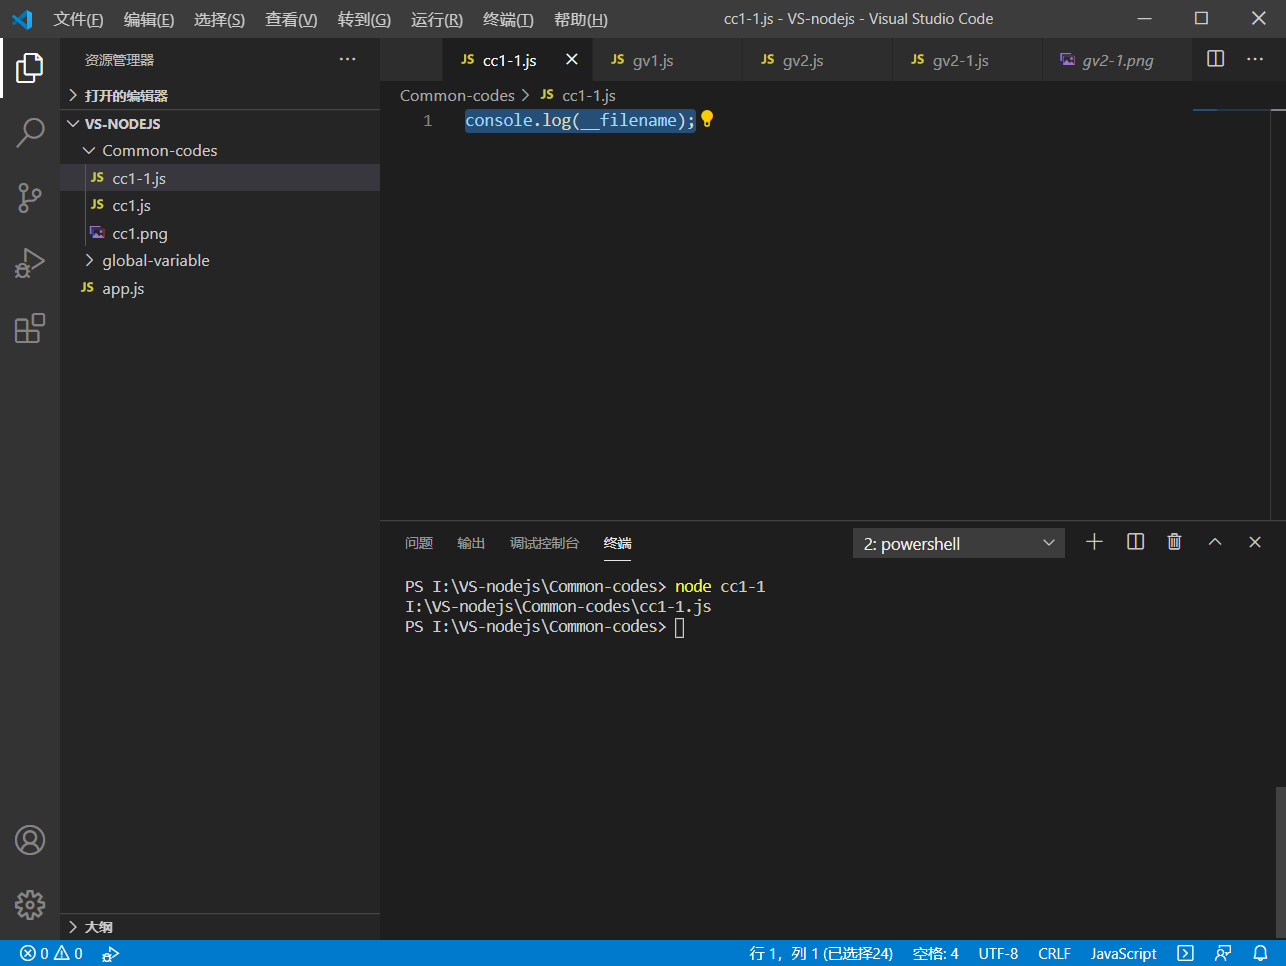 文件(F) 编辑(E) 选择(S) 查看(V) 转到(G) 运行(R) 终端(T) 帮助(H) cc1-1.js - VS-nodejs - Visual Studio Code
资源管理器 ···
JS cc1-1.js JS gv1.js JS gv2.js JS gv2-1.js gv2-1.png ···
打开的编辑器
Common-codes > JS cc1-1.js
VS-NODEJS
1 console.log(__filename);
Common-codes
JS cc1-1.js
JS cc1.js
cc1.png
global-variable
JS app.js
问题 输出 调试控制台 终端 2: powershell
PS I:\VS-nodejs\Common-codes> node cc1-1
I:\VS-nodejs\Common-codes\cc1-1.js
PS I:\VS-nodejs\Common-codes>
大纲
0 0 行 1，列 1 (已选择24) 空格: 4 UTF-8 CRLF JavaScript